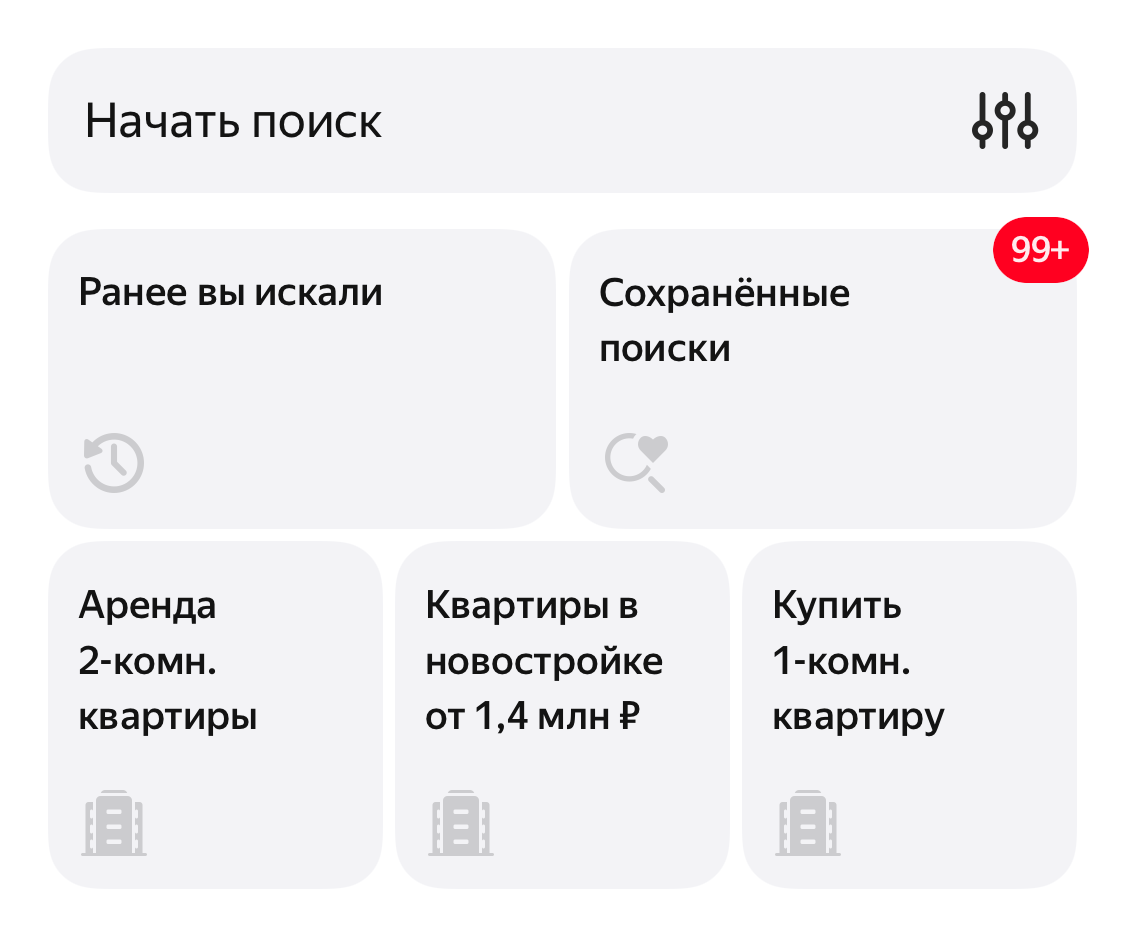 Начать поиск
99+
Ранее вы искали
Сохранённые
поиски
Аренда
2-комн.
квартиры
Квартиры в
новостройке
от 1,4 млн ₽
Купить
1-комн.
квартиру